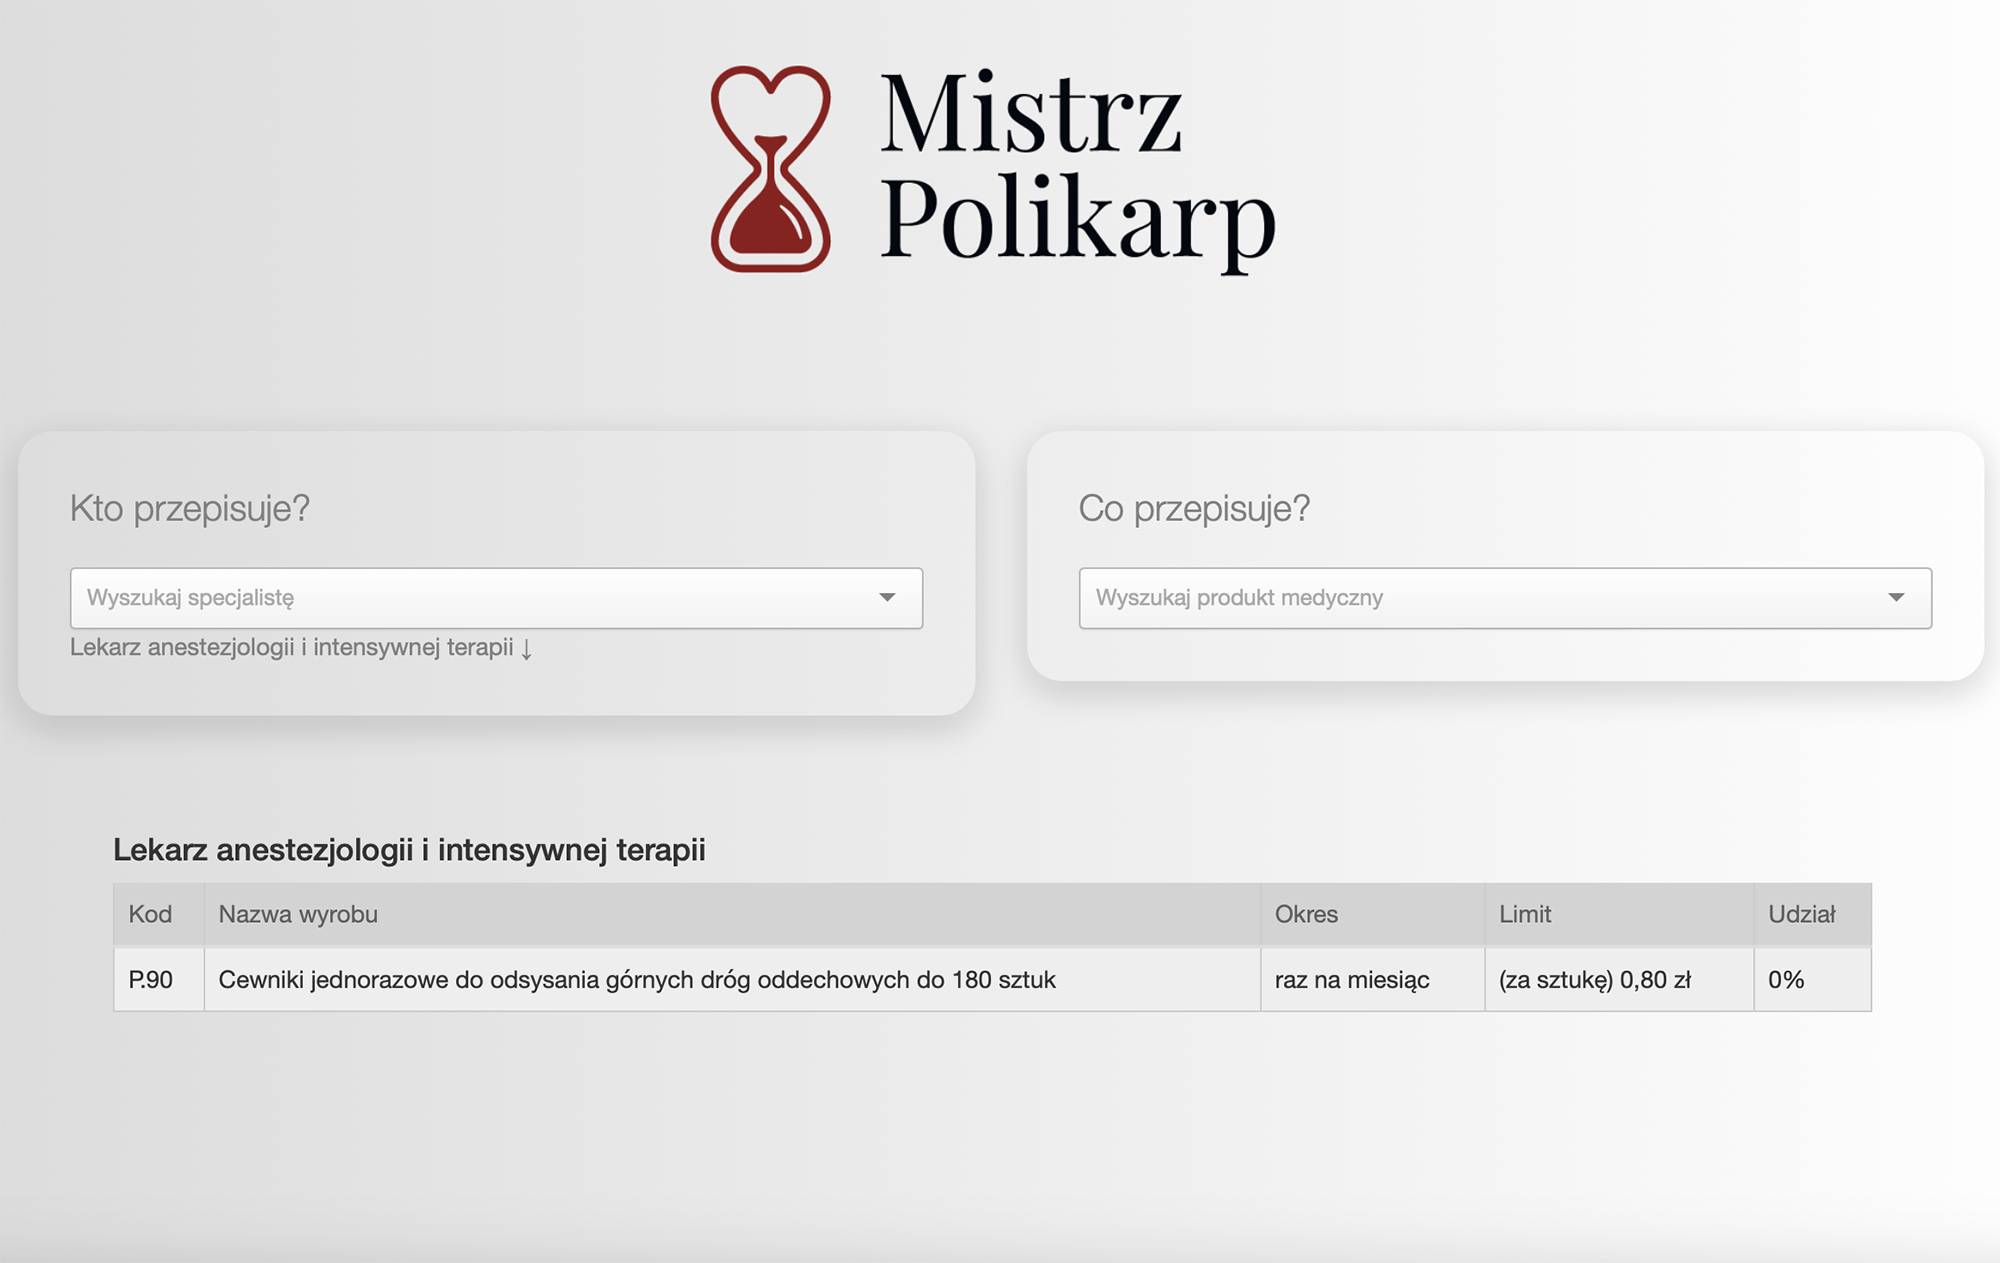 Mistrz
Polikarp
Kto przepisuje?
Wyszukaj specjalistę
Lekarz anestezjologii i intensywnej terapii ↓
Co przepisuje?
Wyszukaj produkt medyczny
Lekarz anestezjologii i intensywnej terapii
Kod Nazwa wyrobu Okres Limit Udział
P.90 Cewniki jednorazowe do odsysania górnych dróg oddechowych do 180 sztuk raz na miesiąc (za sztukę) 0,80 zł 0%